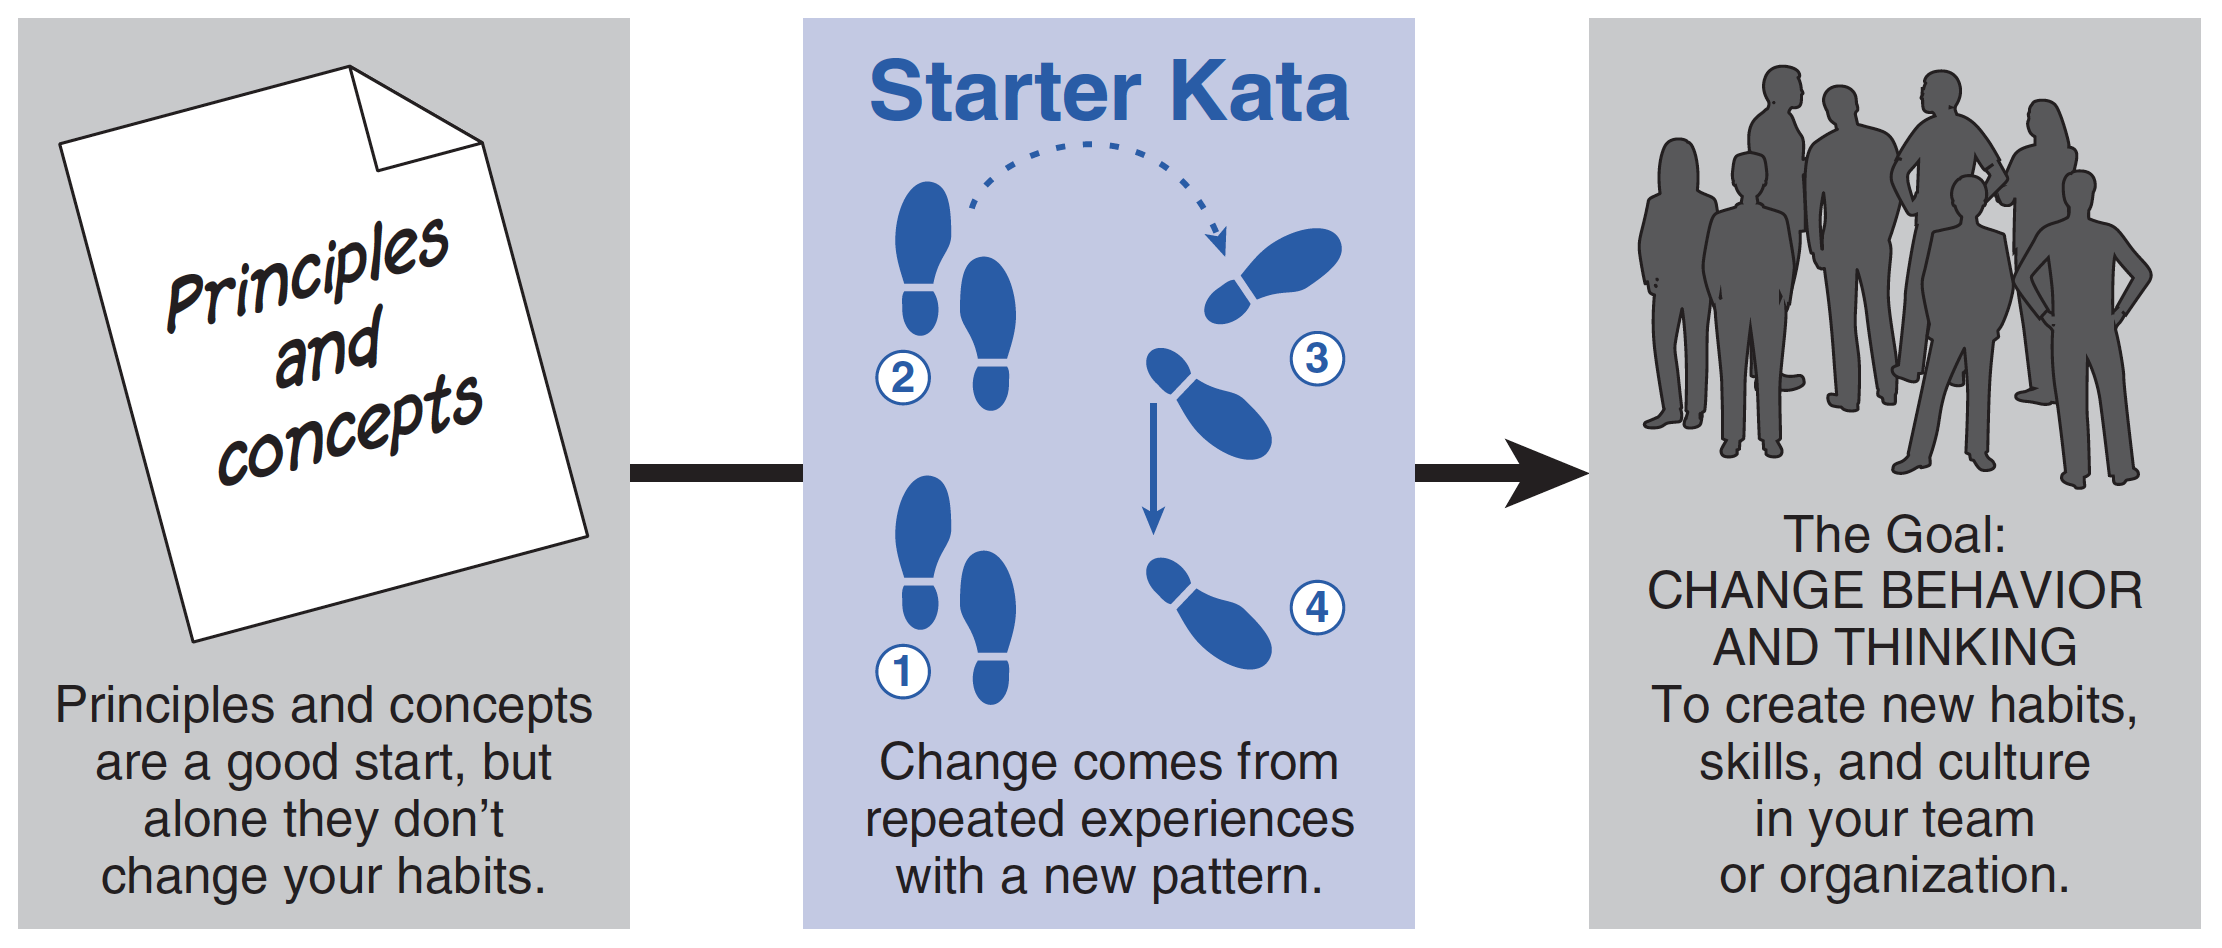 Principles
and
concepts
Principles and concepts
are a good start, but
alone they don’t
change your habits.
Starter Kata
2
3
1
4
Change comes from
repeated experiences
with a new pattern.
The Goal:
CHANGE BEHAVIOR
AND THINKING
To create new habits,
skills, and culture
in your team
or organization.